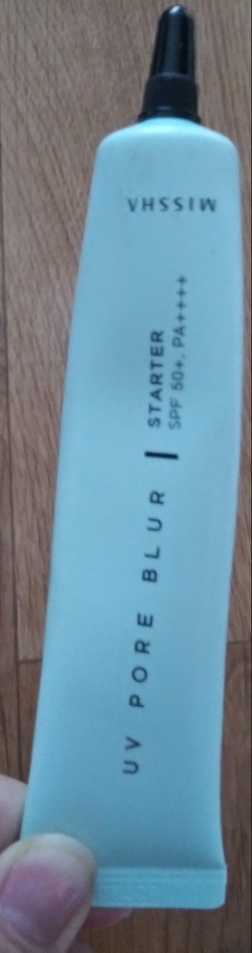 MISSHA
UV PORE BLUR | STARTER
SPF 50+, PA++++